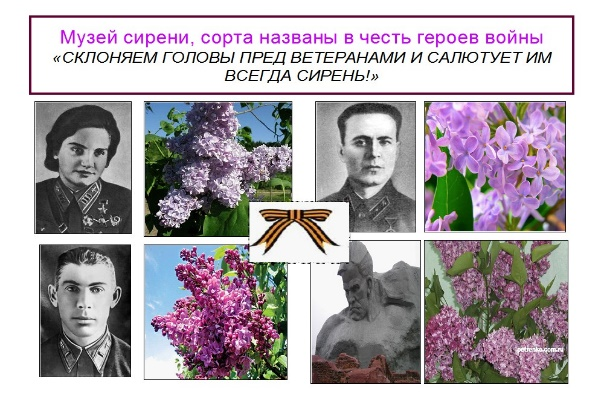 Музей сирени, сорта названы в честь героев войны
«СКЛОНЯЕМ ГОЛОВЫ ПРЕД ВЕТЕРАНАМИ И САЛЮТУЕТ ИМ
ВСЕГДА СИРЕНЬ!»